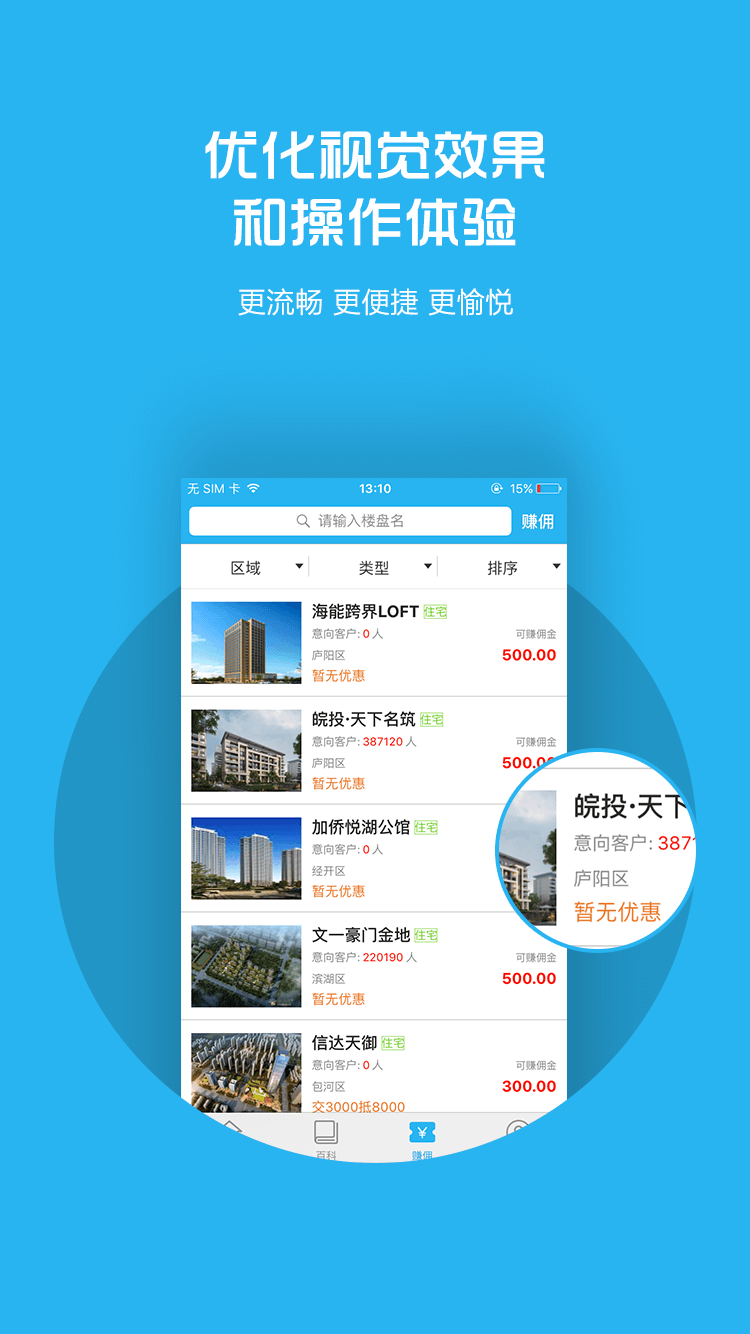 优化视觉效果
和操作体验
更流畅 更便捷 更愉悦
无 SIM 卡 13:10 15%
请输入楼盘名 赚佣
区域 类型 排序
海能跨界LOFT 住宅
意向客户: 0 人 可赚佣金
庐阳区 500.00
暂无优惠
皖投·天下名筑 住宅
意向客户: 387120 人 可赚佣金
庐阳区 500.0
暂无优惠
皖投·天下
意向客户: 387
庐阳区
暂无优惠
加侨悦湖公馆 住宅
意向客户: 0 人
经开区
暂无优惠
文一豪门金地 住宅
意向客户: 220190 人 可赚佣金
滨湖区 500.00
暂无优惠
信达天御 住宅
意向客户: 0 人 可赚佣金
包河区 300.00
交3000抵8000
百科 赚佣